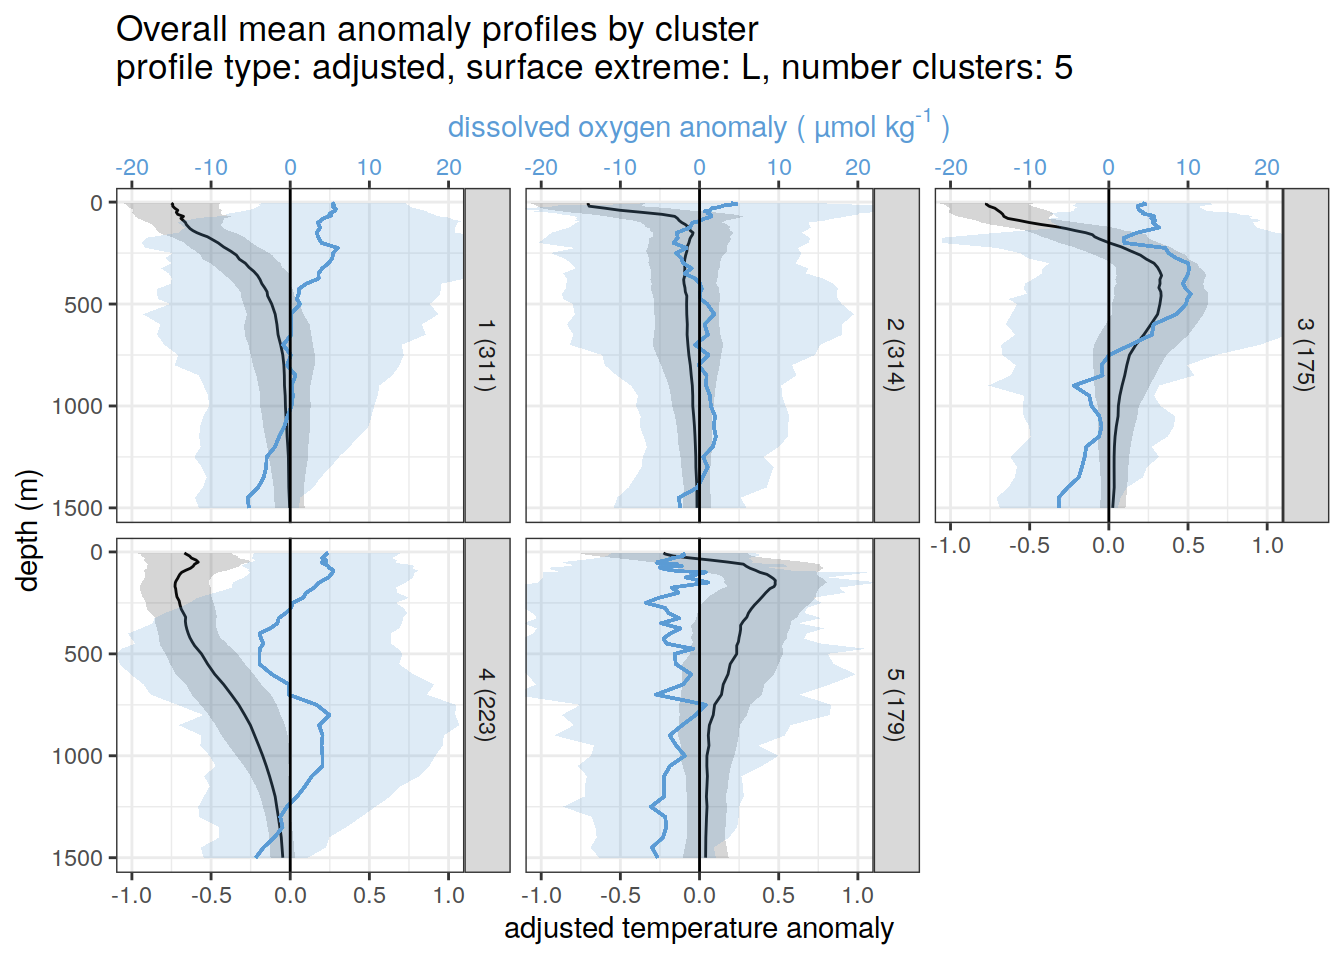 Overall mean anomaly profiles by cluster
profile type: adjusted, surface extreme: L, number clusters: 5
dissolved oxygen anomaly ( µmol kg⁻¹ )
-20 -10 0 10 20 -20 -10 0 10 20 -20 -10 0 10 20
0
500
1000
1500
1 (311)
2 (314)
3 (175)
-1.0 -0.5 0.0 0.5 1.0
depth (m)
0
500
1000
1500
4 (223)
5 (179)
-1.0 -0.5 0.0 0.5 1.0 -1.0 -0.5 0.0 0.5 1.0
adjusted temperature anomaly